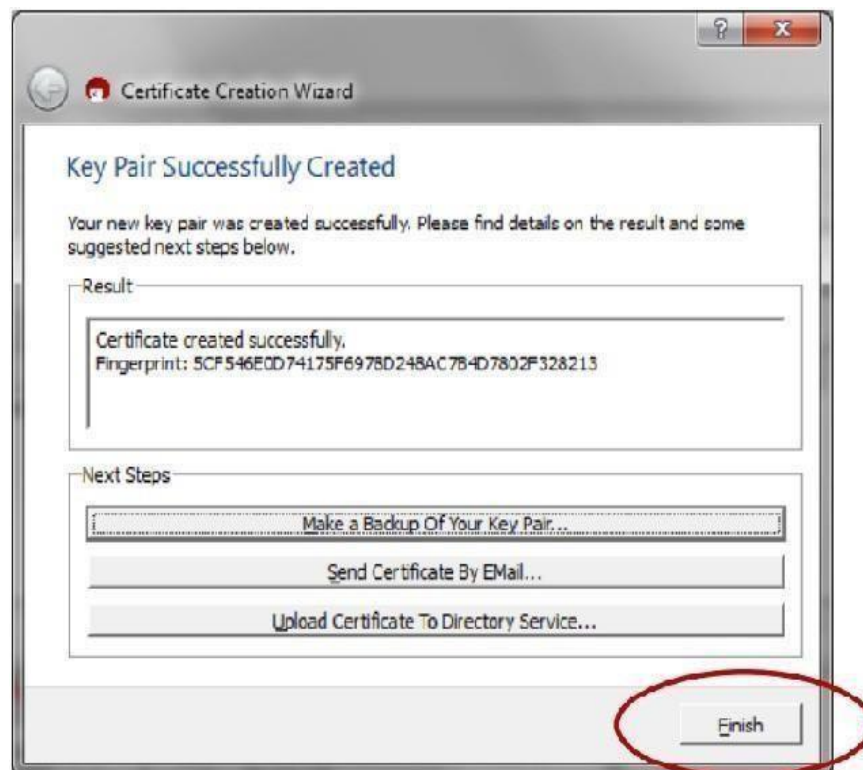 Certificate Creation Wizard
Key Pair Successfully Created
Your new key pair was created successfully. Please find details on the result and some
suggested next steps below.
Result
Certificate created successfully.
Fingerprint: 5CF546E0D74175F6978D248AC7B4D7802F328213
Next Steps
Make a Backup Of Your Key Pair...
Send Certificate By EMail...
Upload Certificate To Directory Service...
Finish